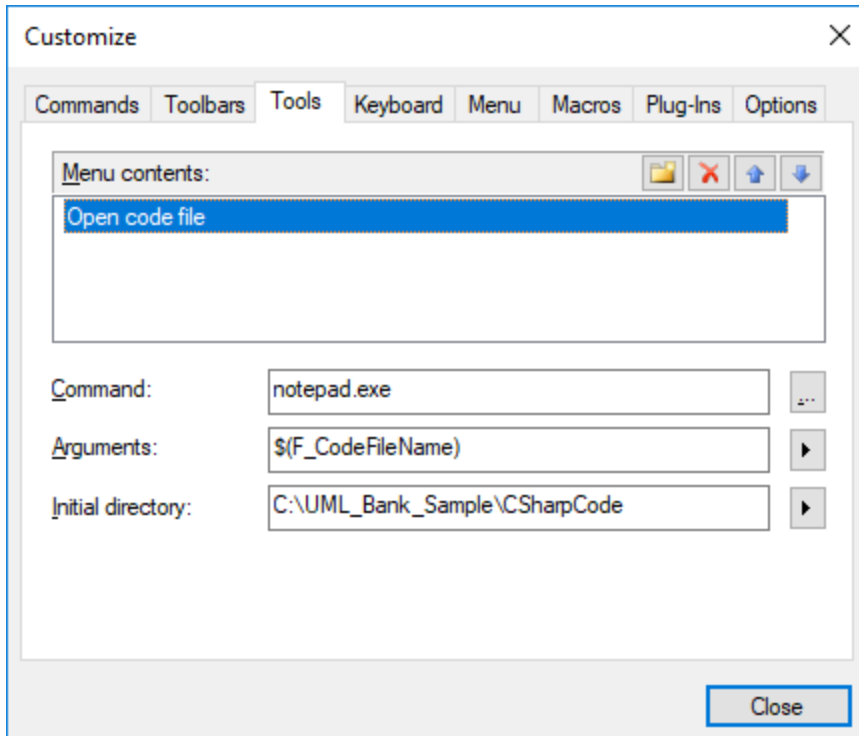 Customize
Commands Toolbars Tools Keyboard Menu Macros Plug-Ins Options
Menu contents:
Open code file
Command: notepad.exe ...
Arguments: $(F_CodeFileName)
Initial directory: C:\UML_Bank_Sample\CSharpCode
Close